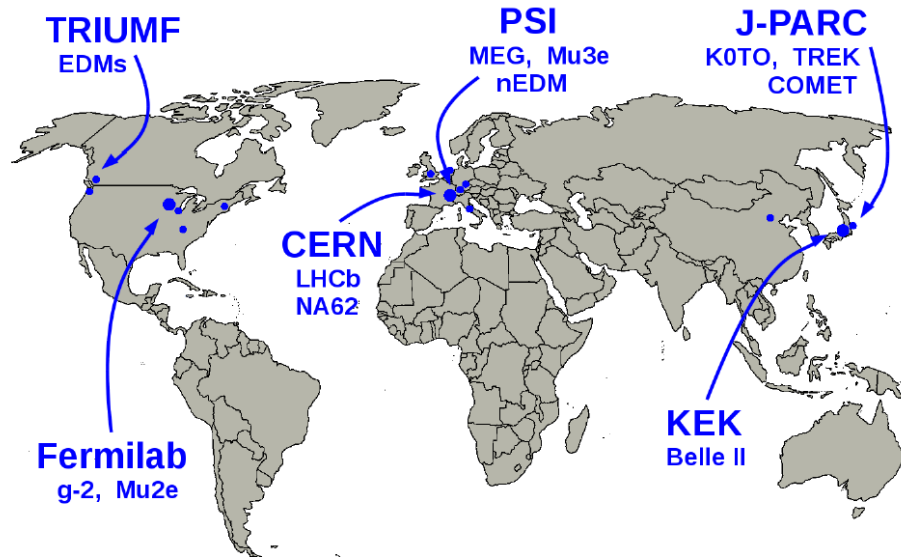 TRIUMF
EDMs
PSI
MEG, Mu3e
nEDM
J-PARC
K0TO, TREK
COMET
CERN
LHCb
NA62
Fermilab
g-2, Mu2e
KEK
Belle II